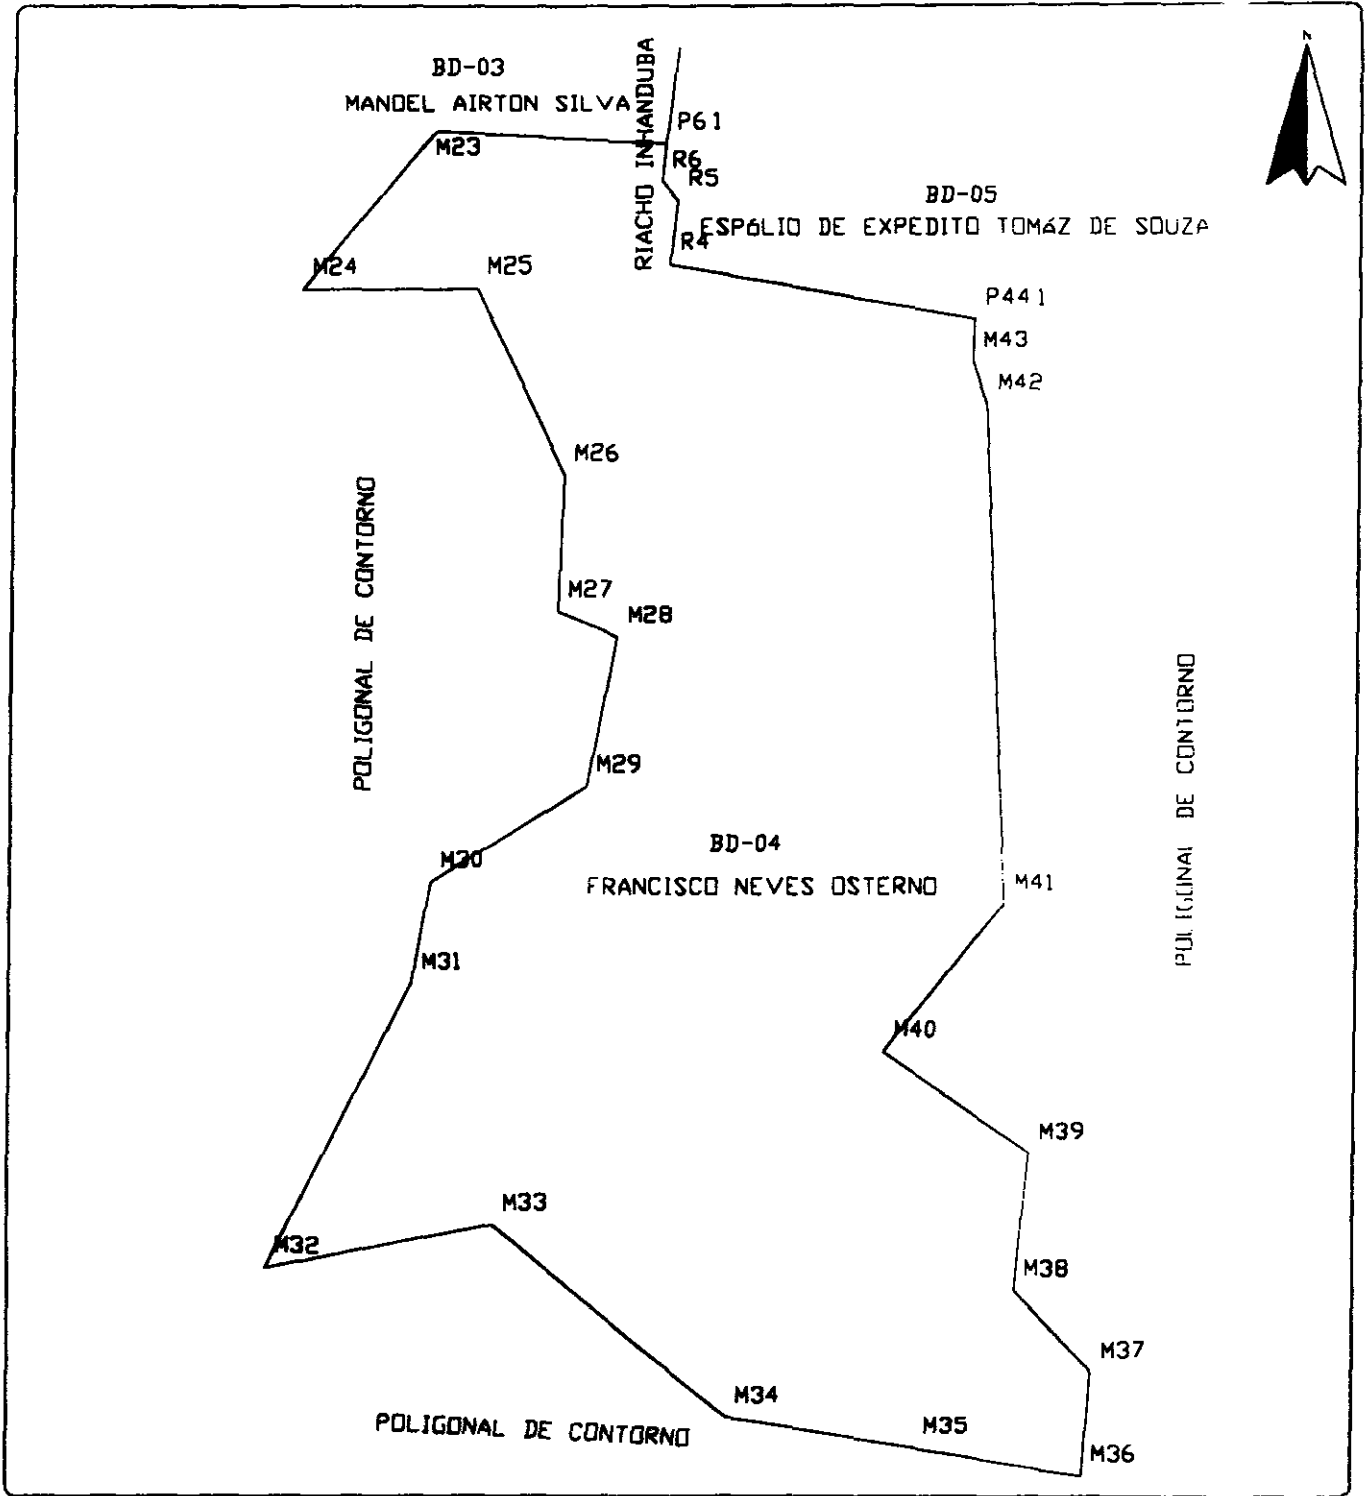 N
BD-03
MANOEL AIRTON SILVA
RIACHO INHANDUBA
P61
M23
R6
R5
BD-05
ESPóLIO DE EXPEDITO TOMáZ DE SOUZA
R4
M24
M25
P441
M43
M42
M26
POLIGONAL DE CONTORNO
M27
M28
POLIGONAL DE CONTORNO
M29
BD-04
M30
FRANCISCO NEVES OSTERNO
M41
M31
M40
M39
M33
M32
M38
M37
M34
POLIGONAL DE CONTORNO
M35
M36